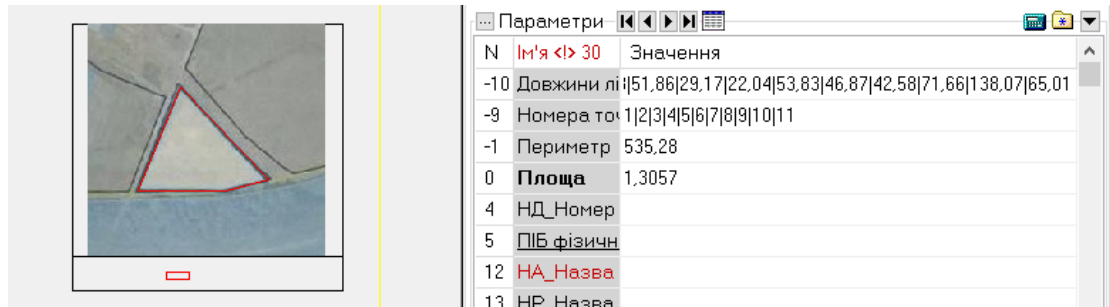 Параметри
N Ім'я <!> 30 Значення
-10 Довжини лі |51,86|29,17|22,04|53,83|46,87|42,58|71,66|138,07|65,01
-9 Номера точ 1|2|3|4|5|6|7|8|9|10|11
-1 Периметр 535,28
0 Площа 1,3057
4 НД_Номер
5 ПІБ фізичн
12 НА_Назва
13 НР_Назва